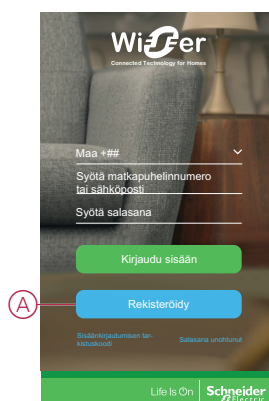 Wiser
Connected Technology for Homes
Maa +##
Syötä matkapuhelinnumero
tai sähköposti
Syötä salasana
Kirjaudu sisään
A
Rekisteröidy
Sisäänkirjautumisen tar-
kistuskoodi
Salasana unohtunut
Life Is On
Schneider
Electric